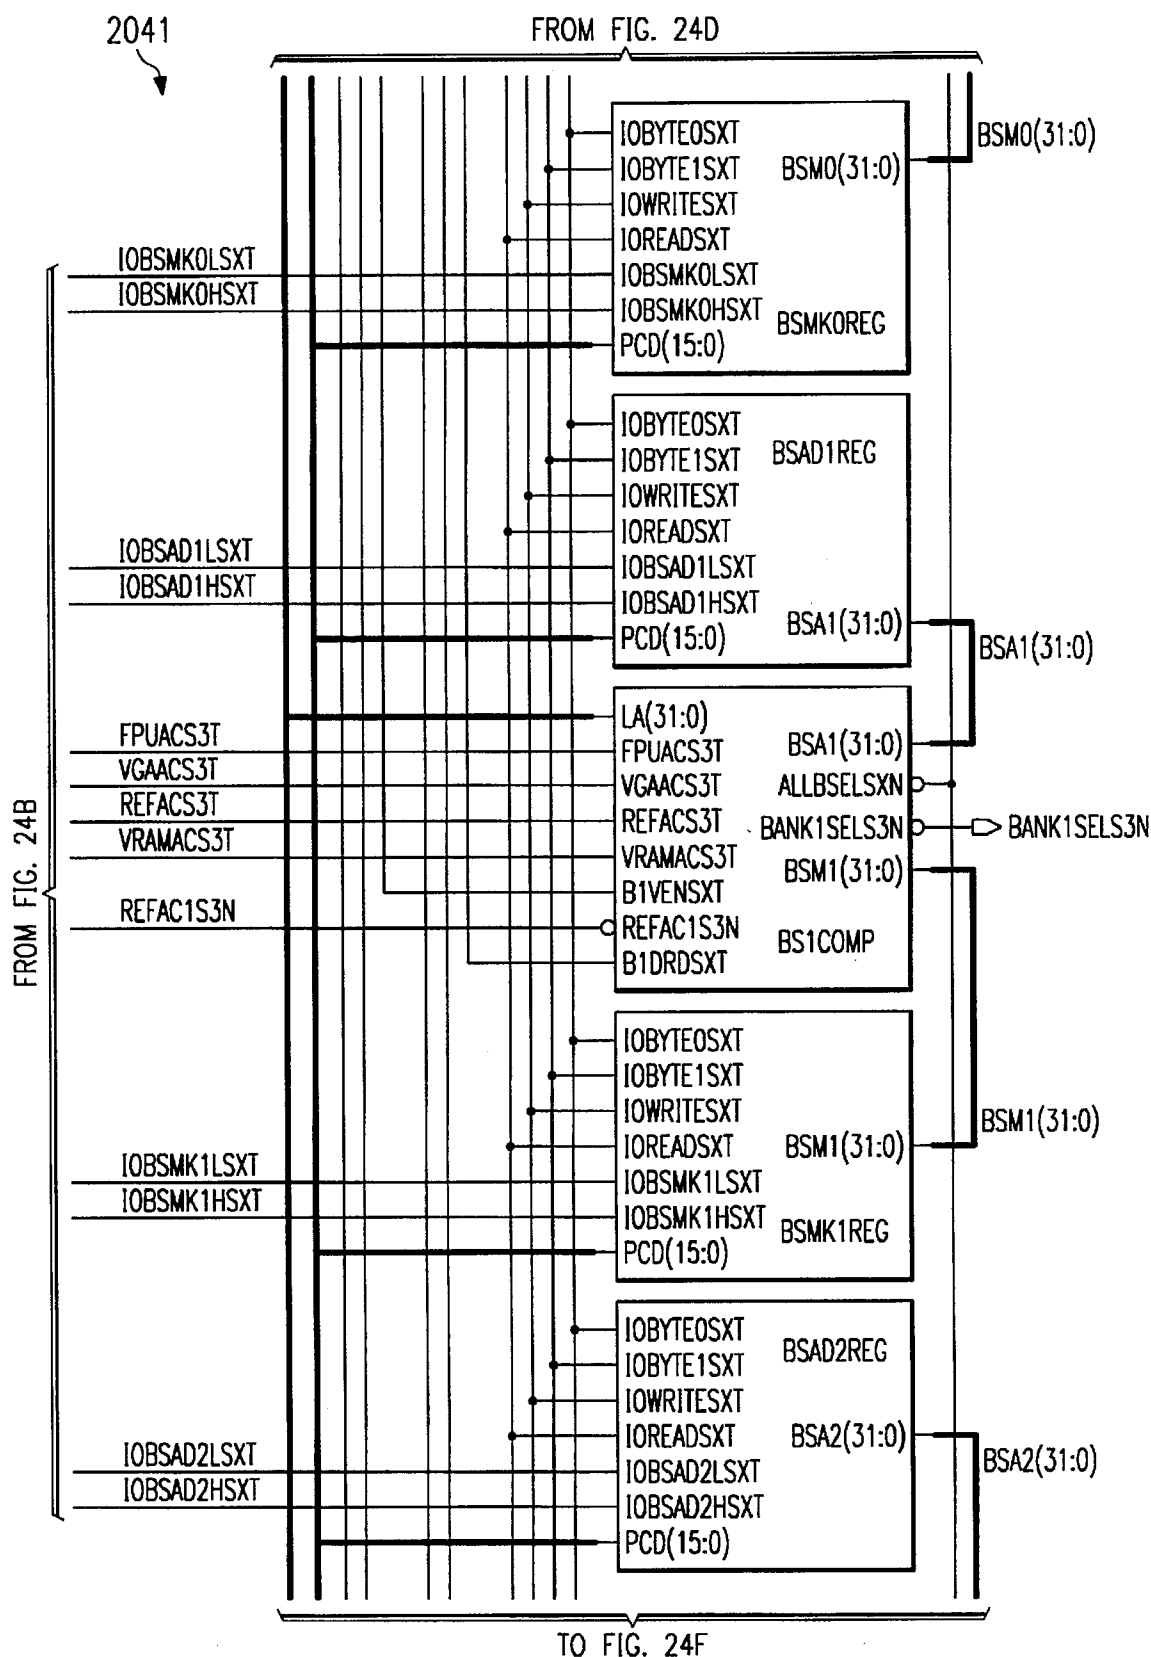 2041
FROM FIG. 24D
IOBYTE0SXT
IOBYTE1SXT
IOWRITESXT
IOREADSXT
IOBSMK0LSXT
IOBSMK0HSXT
PCD(15:0)
BSM0(31:0)
BSMK0REG
BSM0(31:0)
IOBSMK0LSXT
IOBSMK0HSXT
IOBYTE0SXT
IOBYTE1SXT
IOWRITESXT
IOREADSXT
IOBSAD1LSXT
IOBSAD1HSXT
PCD(15:0)
BSAD1REG
BSA1(31:0)
BSA1(31:0)
IOBSAD1LSXT
IOBSAD1HSXT
LA(31:0)
FPUACS3T
VGAACS3T
REFACS3T
VRAMACS3T
B1VENSXT
REFAC1S3N
B1DRDSXT
BSA1(31:0)
ALLBSELSXN
BANK1SELS3N
BSM1(31:0)
BS1COMP
BANK1SELS3N
FPUACS3T
VGAACS3T
REFACS3T
VRAMACS3T
REFAC1S3N
FROM FIG. 24B
IOBYTE0SXT
IOBYTE1SXT
IOWRITESXT
IOREADSXT
IOBSMK1LSXT
IOBSMK1HSXT
PCD(15:0)
BSM1(31:0)
BSMK1REG
BSM1(31:0)
IOBSMK1LSXT
IOBSMK1HSXT
IOBYTE0SXT
IOBYTE1SXT
IOWRITESXT
IOREADSXT
IOBSAD2LSXT
IOBSAD2HSXT
PCD(15:0)
BSAD2REG
BSA2(31:0)
BSA2(31:0)
IOBSAD2LSXT
IOBSAD2HSXT
TO FIG. 24F